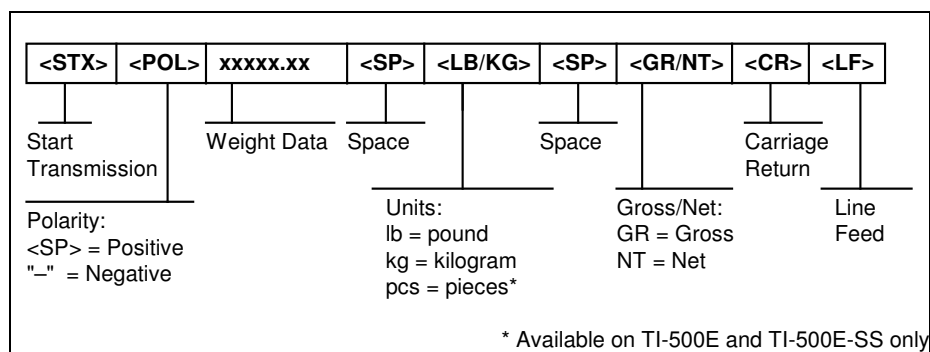 <STX> <POL> xxxxx.xx <SP> <LB/KG> <SP> <GR/NT> <CR> <LF>
Start
Transmission
Weight Data
Space
Space
Carriage
Return
Polarity:
<SP> = Positive
"–" = Negative
Units:
lb = pound
kg = kilogram
pcs = pieces*
Gross/Net:
GR = Gross
NT = Net
Line
Feed
* Available on TI-500E and TI-500E-SS only